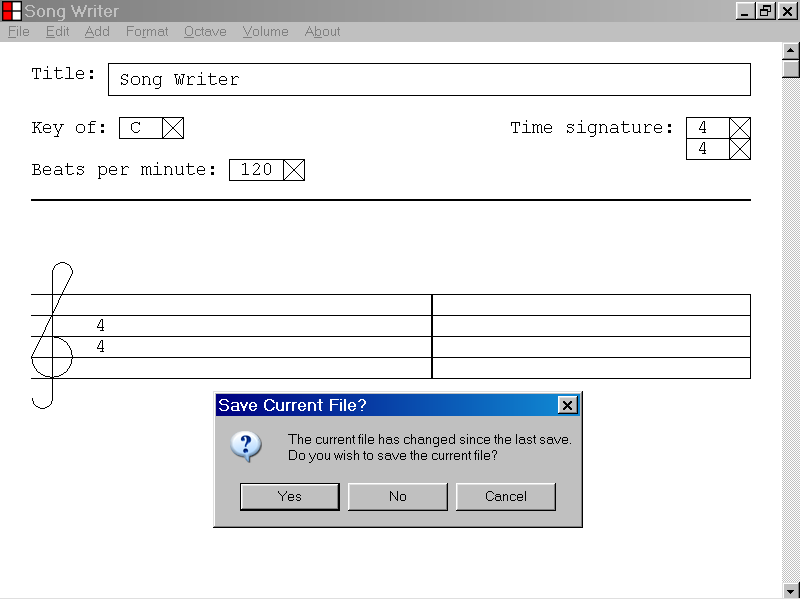 Song Writer
File Edit Add Format Octave Volume About
Title: Song Writer
Key of: C Time signature: 4
4
Beats per minute: 120
4
4
Save Current File?
The current file has changed since the last save.
Do you wish to save the current file?
Yes No Cancel